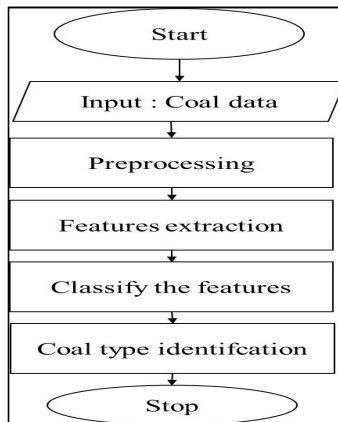 Start
Input : Coal data
Preprocessing
Features extraction
Classify the features
Coal type identifcation
Stop